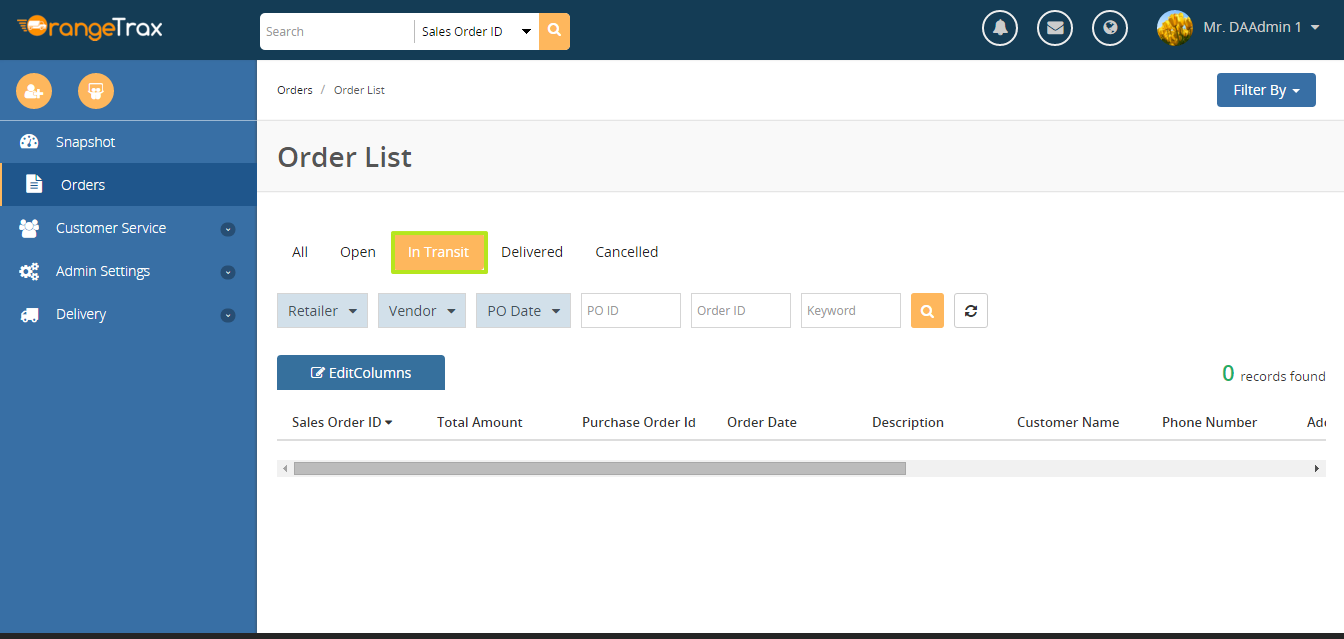 OrangeTrax
Search
Sales Order ID
Mr. DAAdmin 1
Orders / Order List
Filter By
Snapshot
Orders
Customer Service
Admin Settings
Delivery
Order List
All Open In Transit Delivered Cancelled
Retailer Vendor PO Date PO ID Order ID Keyword
EditColumns
0 records found
Sales Order ID Total Amount Purchase Order Id Order Date Description Customer Name Phone Number